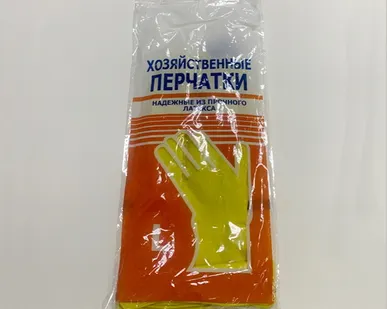 ХОЗЯЙСТВЕННЫЕ
ПЕРЧАТКИ
НАДЕЖНЫЕ ИЗ ПРОЧНОГО
ЛАТЕКСА